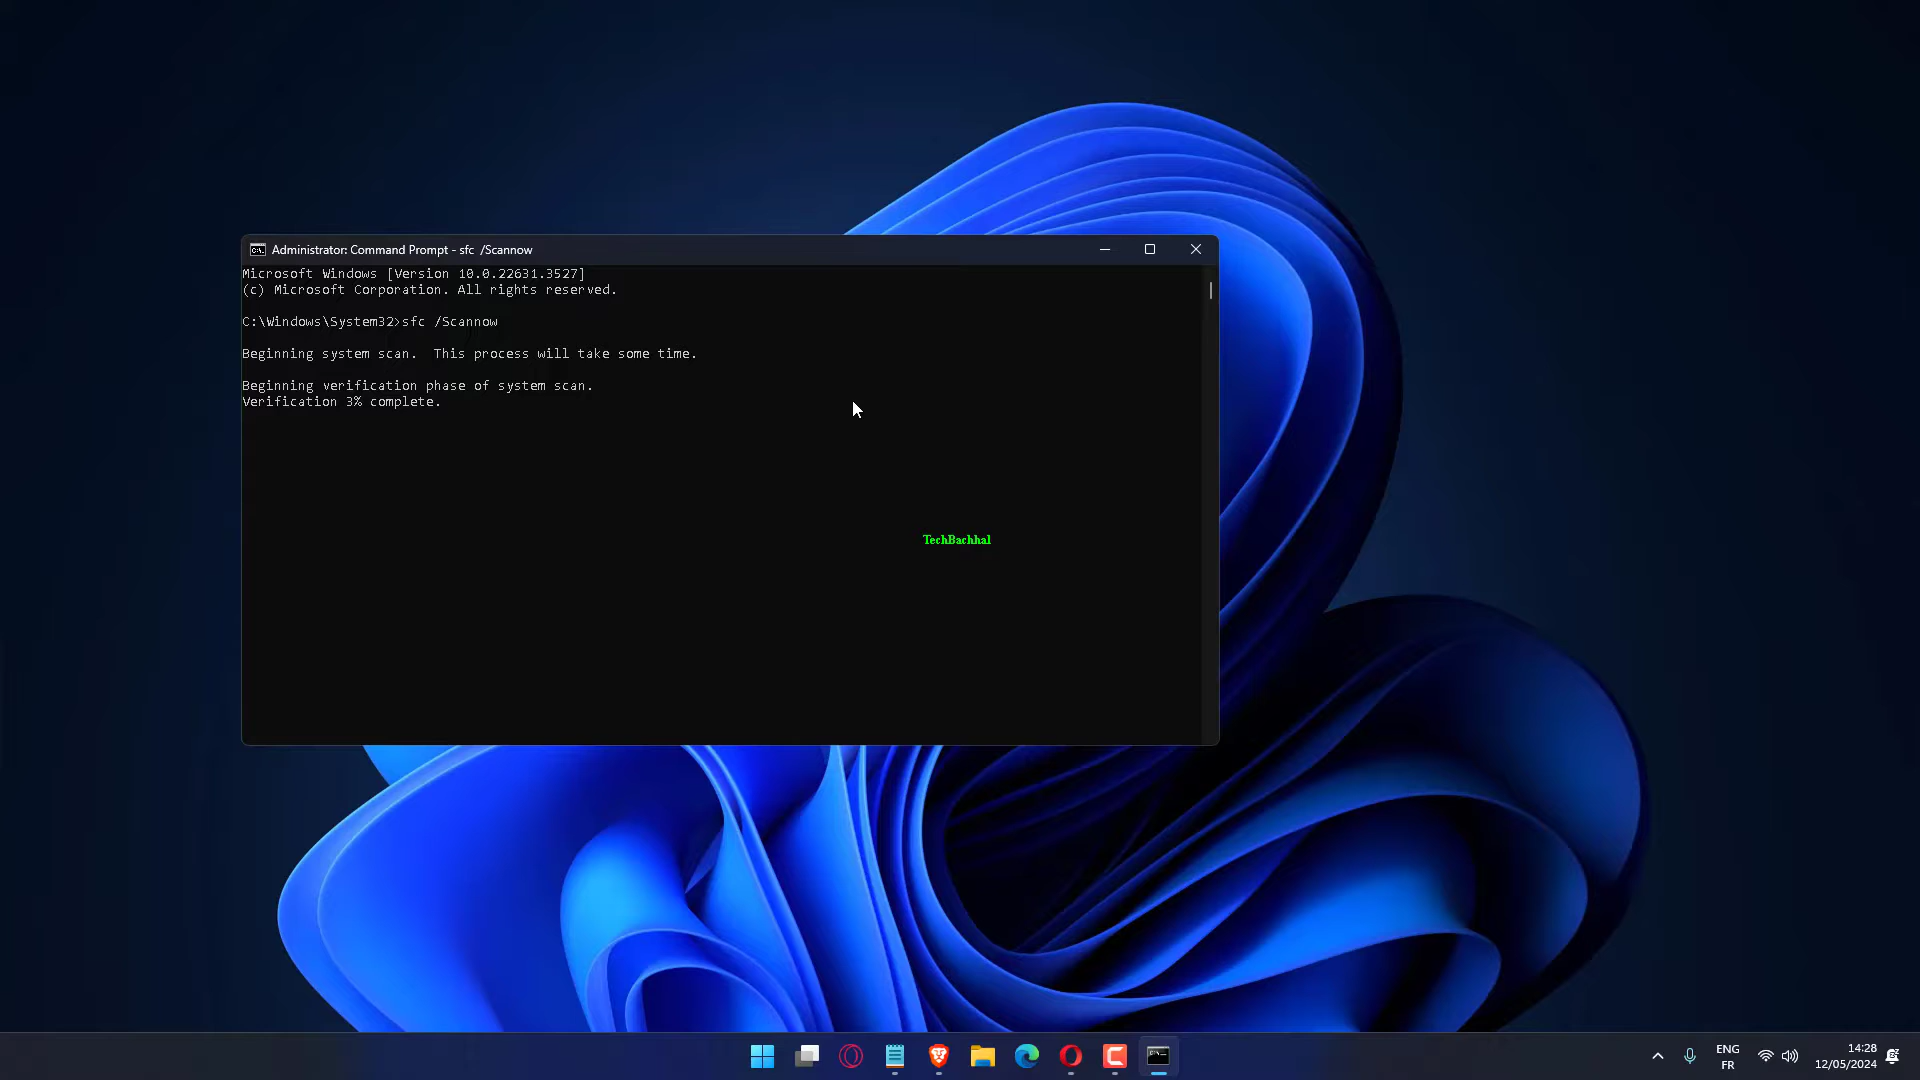 Administrator: Command Prompt - sfc  /Scannow
Microsoft Windows [Version 10.0.22631.3527]
(c) Microsoft Corporation. All rights reserved.
C:\Windows\System32>sfc /Scannow
Beginning system scan.  This process will take some time.
Beginning verification phase of system scan.
Verification 3% complete.
TechBachhal
ENG
FR
14:28
12/05/2024